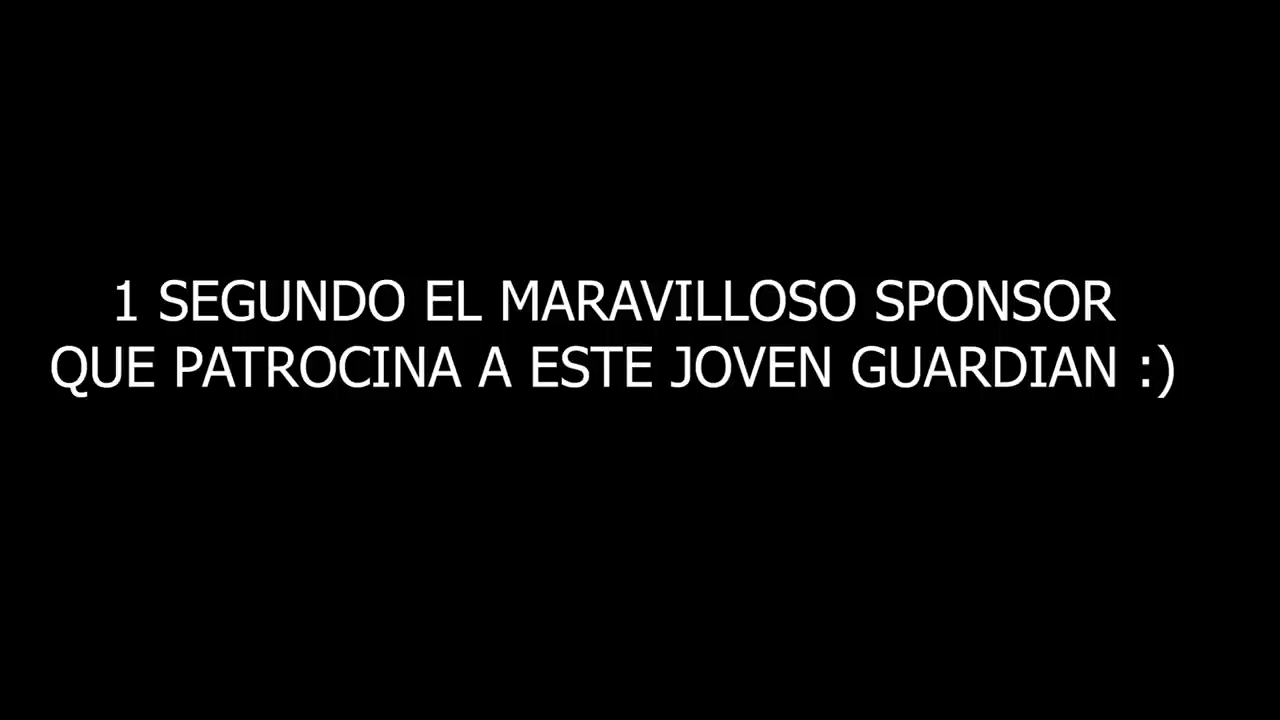 1 SEGUNDO EL MARAVILLOSO SPONSOR
QUE PATROCINA A ESTE JOVEN GUARDIAN :)